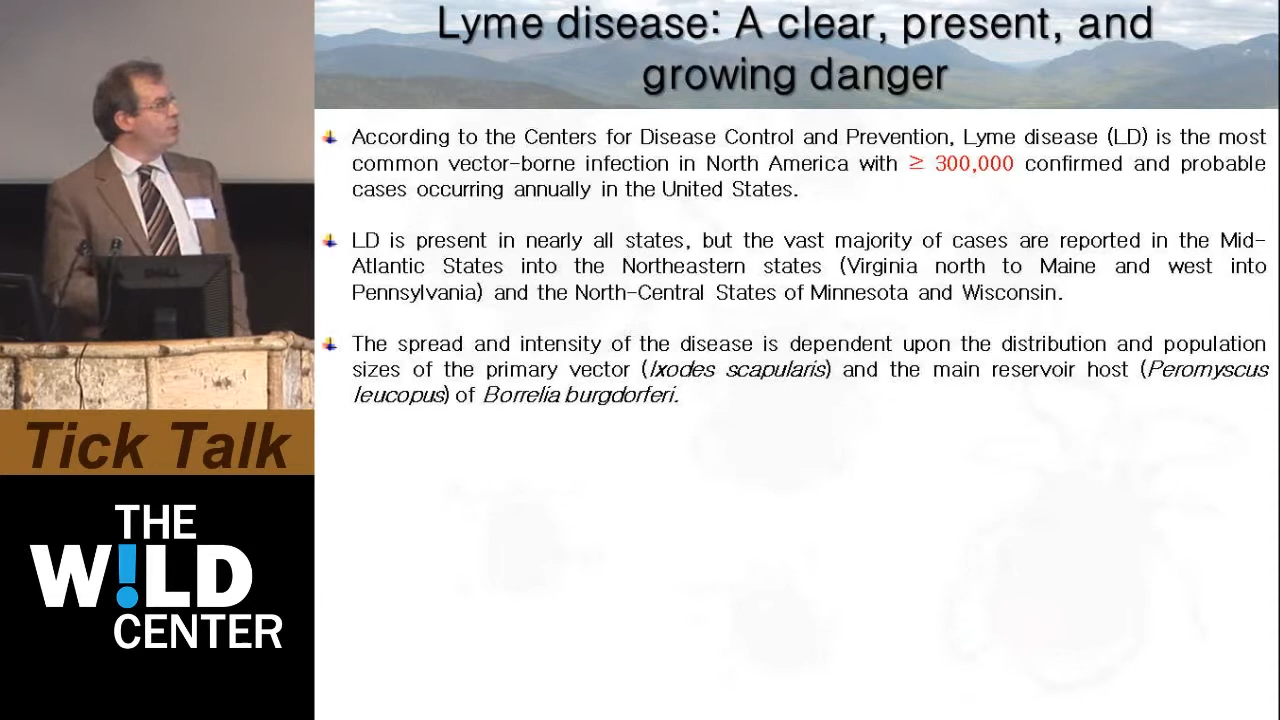 Lyme disease: A clear, present, and
growing danger
According to the Centers for Disease Control and Prevention, Lyme disease (LD) is the most
common vector-borne infection in North America with ≥ 300,000 confirmed and probable
cases occurring annually in the United States.
LD is present in nearly all states, but the vast majority of cases are reported in the Mid-
Atlantic States into the Northeastern states (Virginia north to Maine and west into
Pennsylvania) and the North-Central States of Minnesota and Wisconsin.
The spread and intensity of the disease is dependent upon the distribution and population
sizes of the primary vector (Ixodes scapularis) and the main reservoir host (Peromyscus
leucopus) of Borrelia burgdorferi.
DELL
Tick Talk
THE
W!LD
CENTER